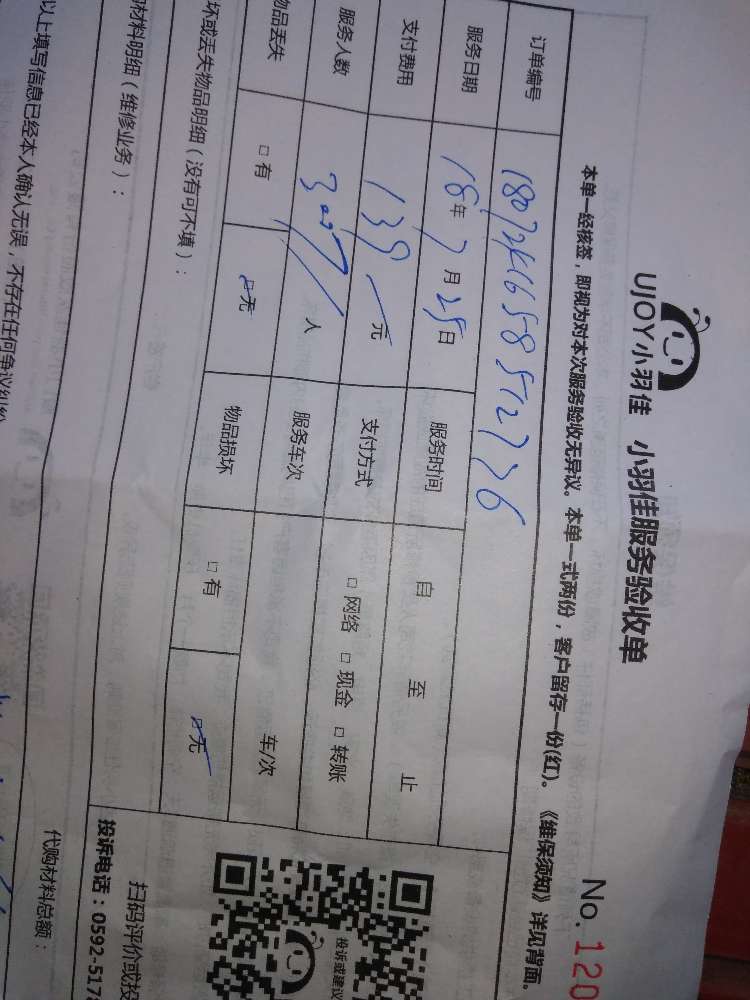 UJOY小羽佳 小羽佳服务验收单
No. 120
本单一经核签，即视为对本次服务验收无异议。本单一式两份，客户留存一份(红)。《维保须知》详见背面。
订单编号
服务日期 18年7月25日 服务时间 自 至 止
支付费用 139元 支付方式 □网络 □现金 □转账
服务人数 人 服务车次 车/次
物品丢失 □有 □无 物品损坏 □有 □无
坏或丢失物品明细（没有可不填）：
材料明细（维修业务）：
代购材料总额：
以上填写信息已经本人确认无误，不存在任何争议纠纷
投诉或建议
扫码评价或投
投诉电话：0592-517